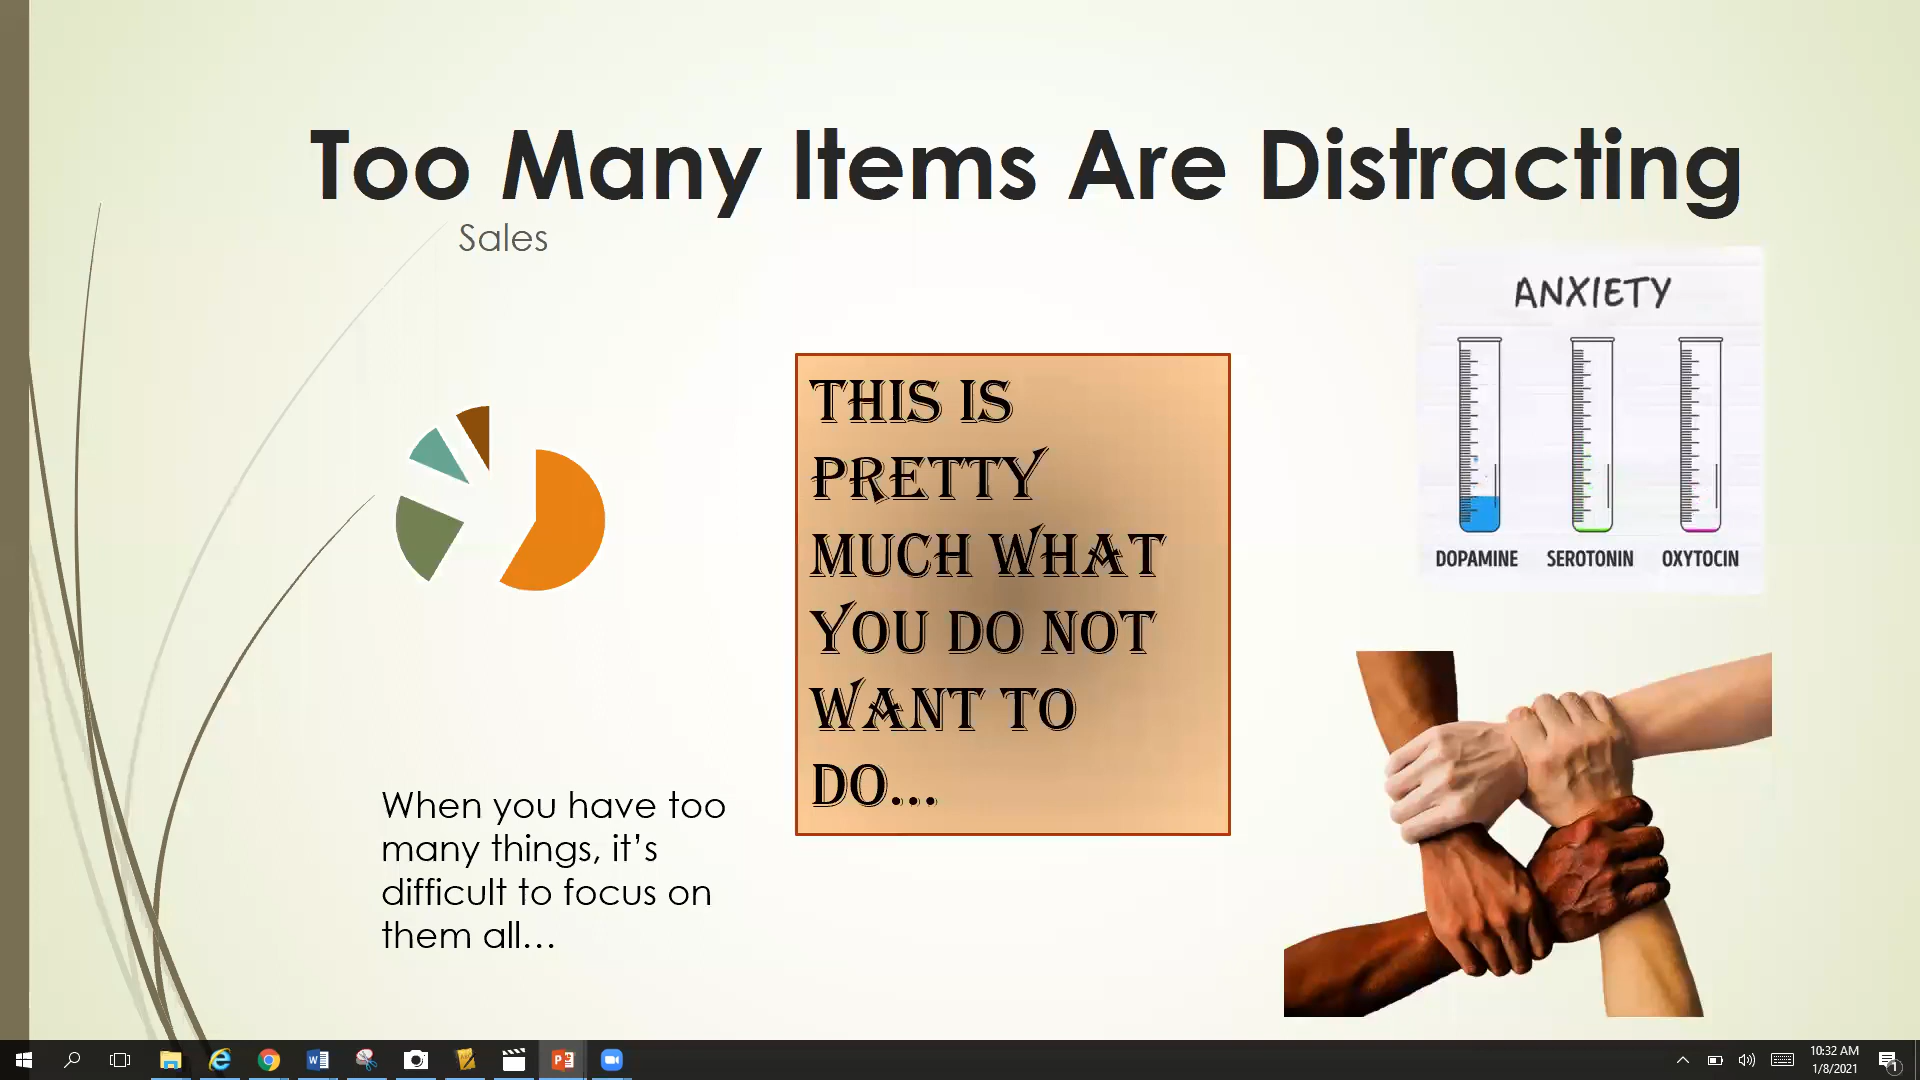 Too Many Items Are Distracting
Sales
ANXIETY
DOPAMINE SEROTONIN OXYTOCIN
THIS IS
PRETTY
MUCH WHAT
YOU DO NOT
WANT TO
DO...
When you have too
many things, it’s
difficult to focus on
them all…
10:32 AM
1/8/2021
1